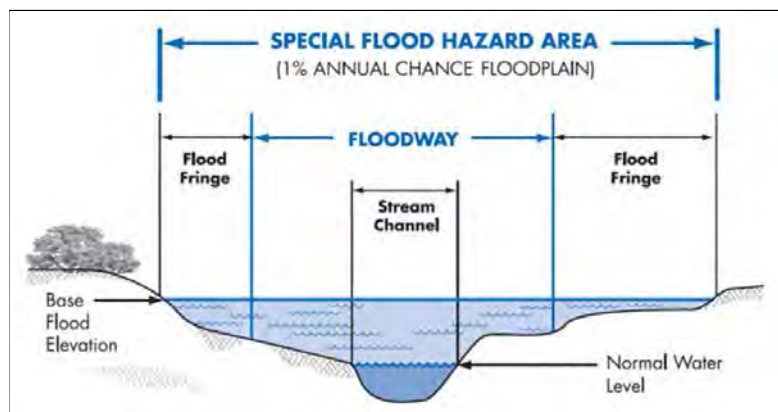 SPECIAL FLOOD HAZARD AREA
(1% ANNUAL CHANCE FLOODPLAIN)
FLOODWAY
Flood
Fringe
Flood
Fringe
Stream
Channel
Base
Flood
Elevation
Normal Water
Level